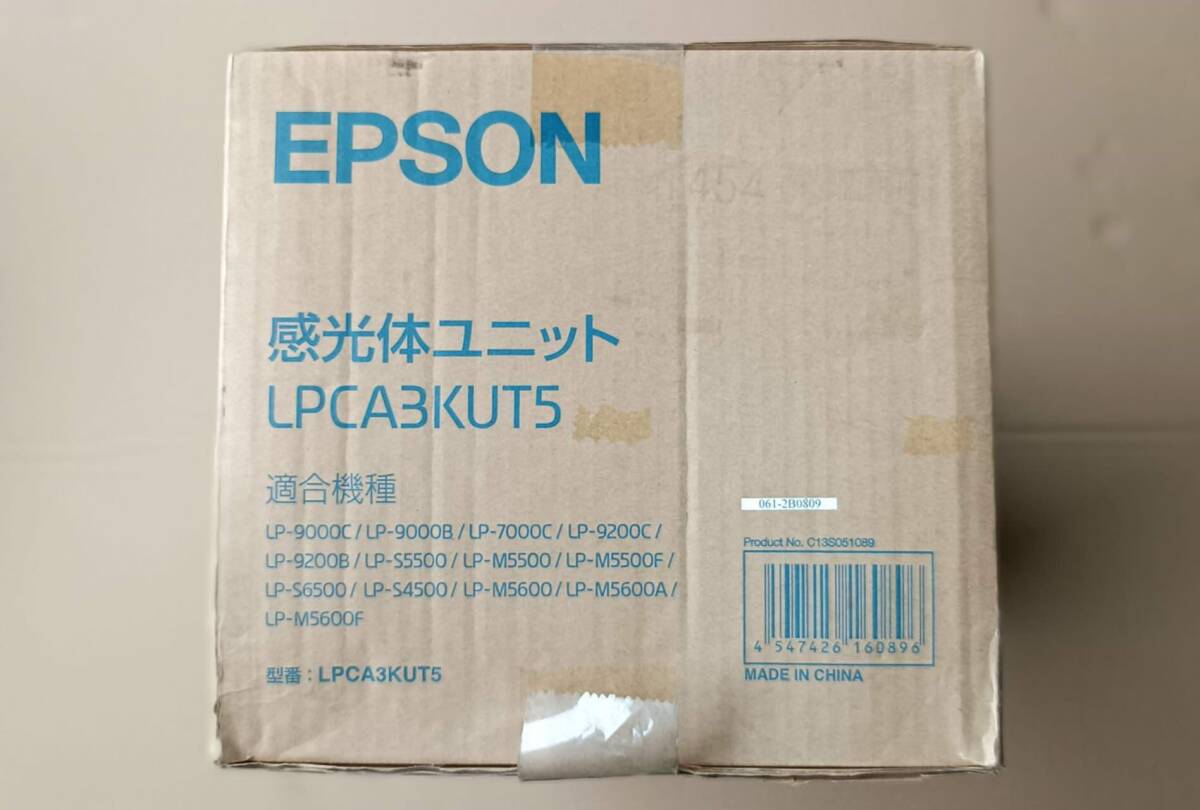 EPSON
454
感光体ユニット
LPCA3KUT5
適合機種
LP-9000C / LP-9000B / LP-7000C / LP-9200C /
LP-9200B / LP-S5500 / LP-M5500 / LP-M5500F /
LP-S6500 / LP-S4500 / LP-M5600 / LP-M5600A /
LP-M5600F
型番 : LPCA3KUT5
061-2B0809
Product No. C13S051089
4 547426 160896
MADE IN CHINA